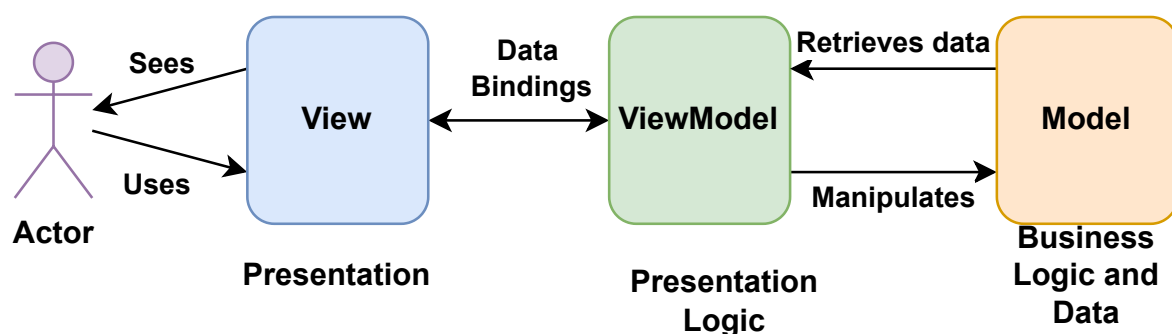 Sees
Uses
Actor
View
Presentation
Data
Bindings
ViewModel
Presentation
Logic
Retrieves data
Manipulates
Model
Business
Logic and
Data